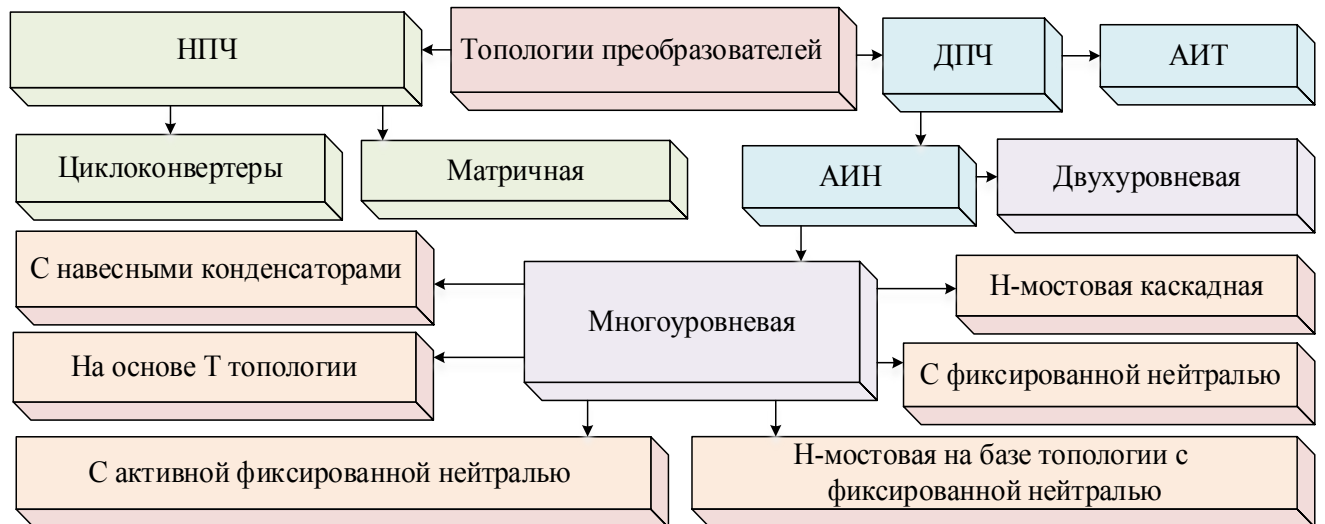 НПЧ
Топологии преобразователей
ДПЧ
АИТ
Циклоконвертеры
Матричная
АИН
Двухуровневая
С навесными конденсаторами
Многоуровневая
Н-мостовая каскадная
На основе Т топологии
С фиксированной нейтралью
С активной фиксированной нейтралью
Н-мостовая на базе топологии с
фиксированной нейтралью